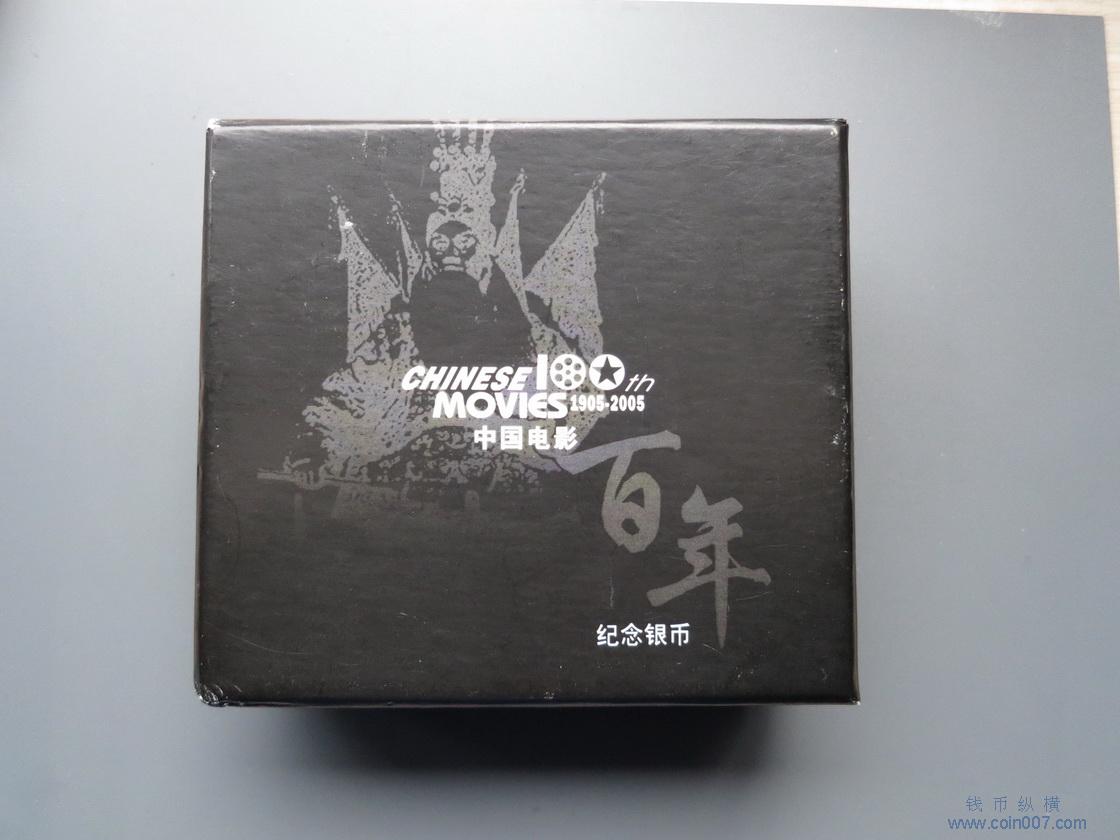 CHINESE 100th
MOVIES 1905-2005
中国电影
百年
纪念银币
钱币纵横
www.coin007.com